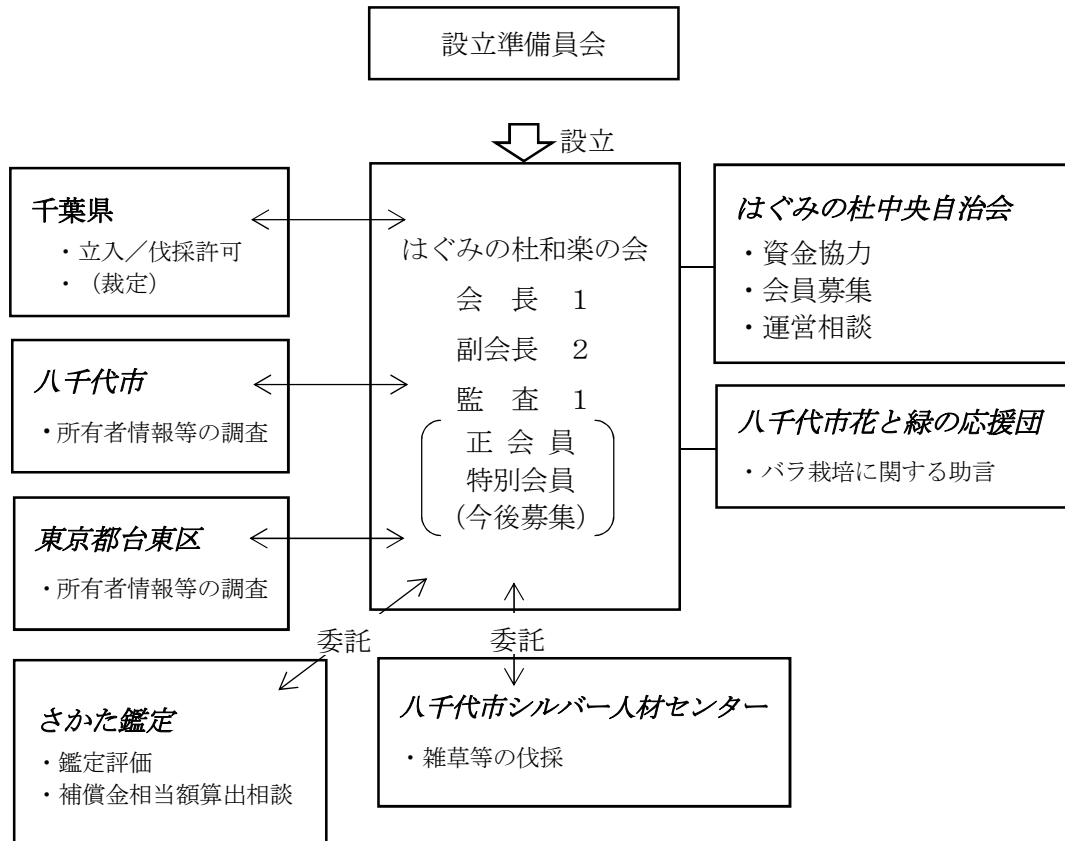 設立準備員会
設立
千葉県
・立入／伐採許可
・（裁定）
八千代市
・所有者情報等の調査
東京都台東区
・所有者情報等の調査
はぐみの杜和楽の会
会　長　１
副会長　２
監　査　１
正 会 員
特別会員
（今後募集）
はぐみの杜中央自治会
・資金協力
・会員募集
・運営相談
八千代市花と緑の応援団
・バラ栽培に関する助言
委託
委託
さかた鑑定
・鑑定評価
・補償金相当額算出相談
八千代市シルバー人材センター
・雑草等の伐採